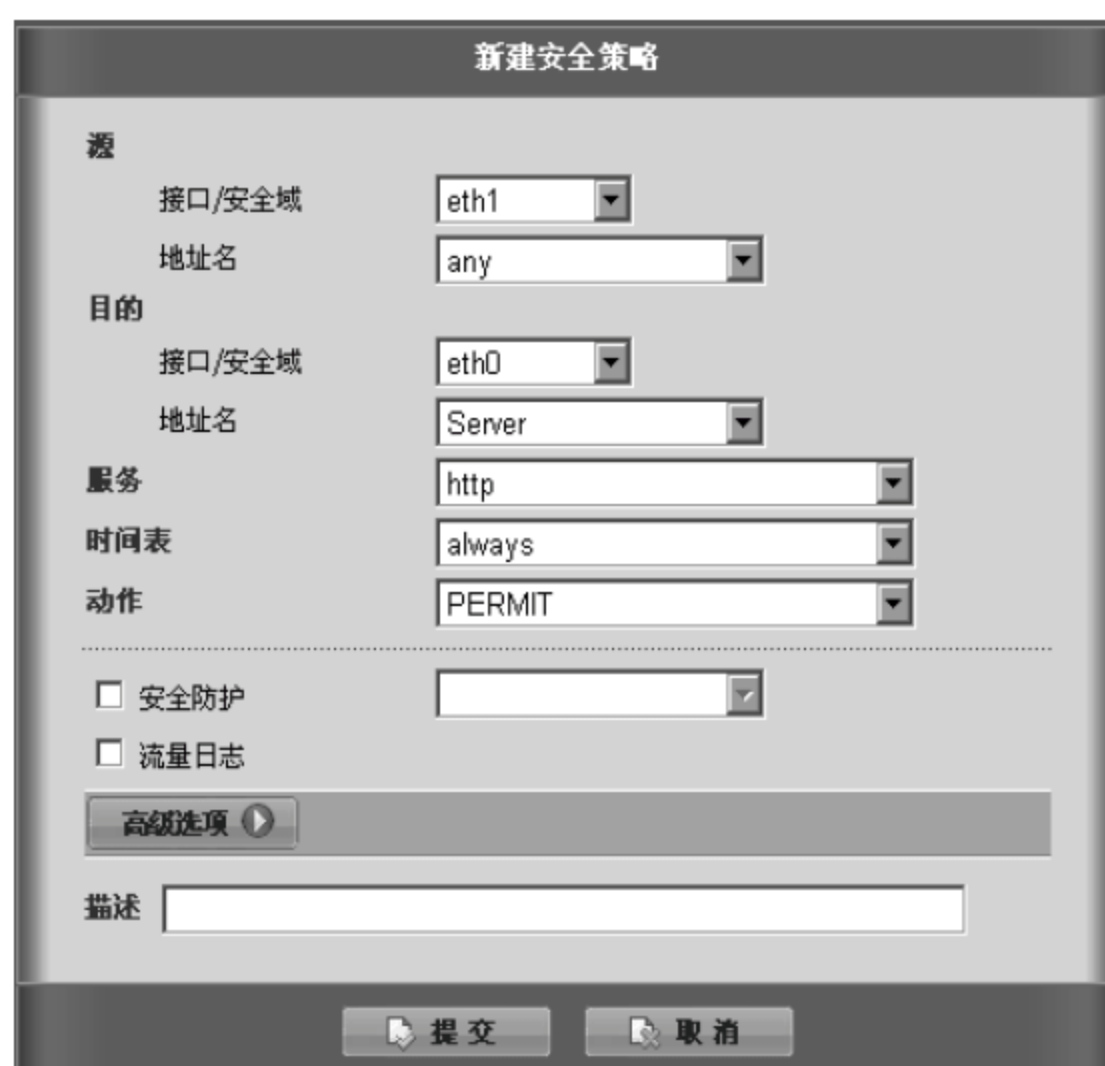 新建安全策略
源
接口/安全域 eth1
地址名 any
目的
接口/安全域 eth0
地址名 Server
服务 http
时间表 always
动作 PERMIT
安全防护
流量日志
高级选项
描述
提交 取消